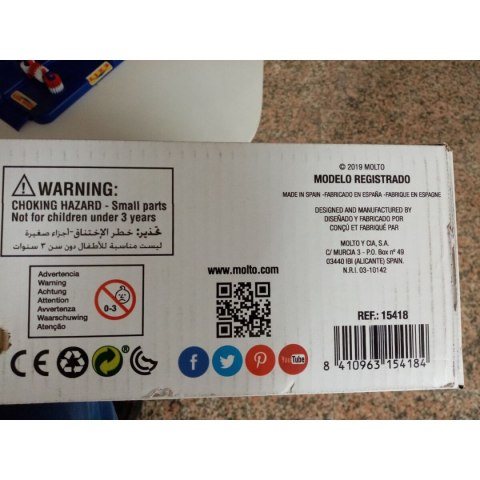 WARNING:
CHOKING HAZARD - Small parts
Not for children under 3 years
تحذير: خطر الإختناق-أجزاء صغيرة
ليست مناسبة للأطفال دون سن ٣ سنوات
Advertencia
Warning
Achtung
Attention
Avvertenza
Waarschuwing
Atenção
0-3
www.molto.com
You
Tube
© 2019 MOLTO
MODELO REGISTRADO
MADE IN SPAIN -FABRICADO EN ESPAÑA -FABRIQUE EN ESPAGNE
DESIGNED AND MANUFACTURED BY
DISEÑADO Y FABRICADO POR
CONÇU ET FABRIQUÉ PAR
MOLTO Y CIA, S.A.
C/ MURCIA 3 - P.O. Box nº 49
03440 IBI (ALICANTE) SPAIN.
N.R.I. 03-10142
REF.: 15418
8 410963 154184